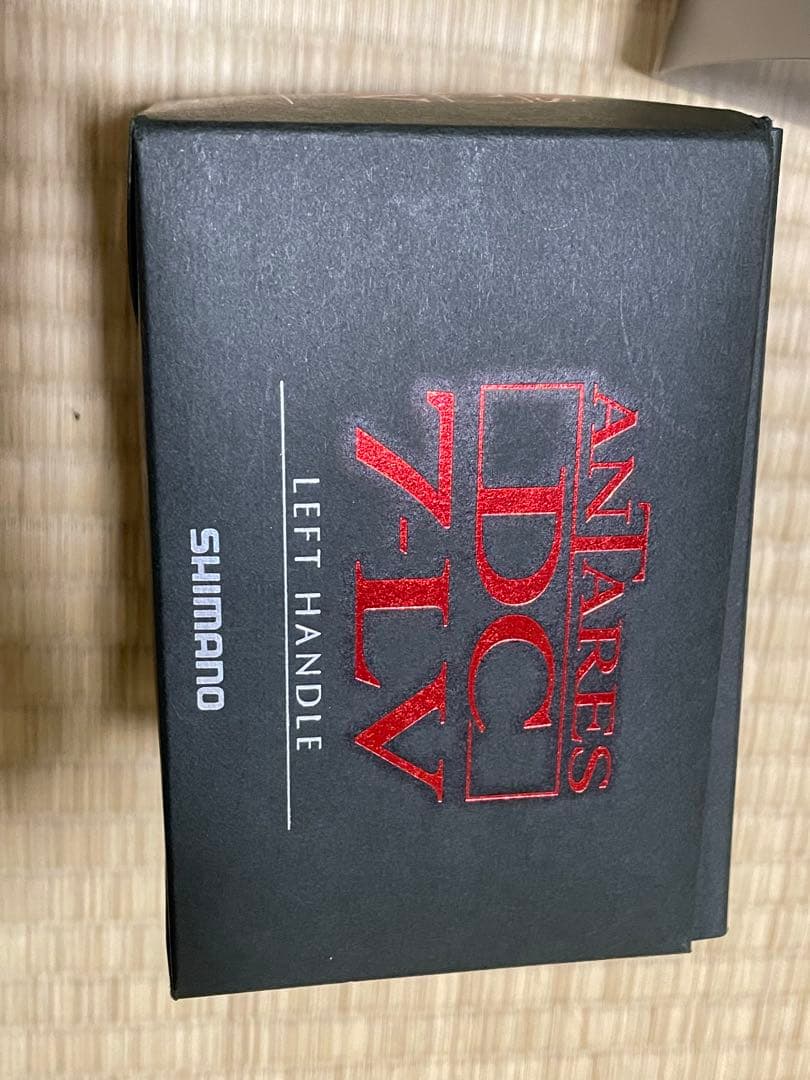 ANTARES
DC
7-LV
LEFT HANDLE
SHIMANO